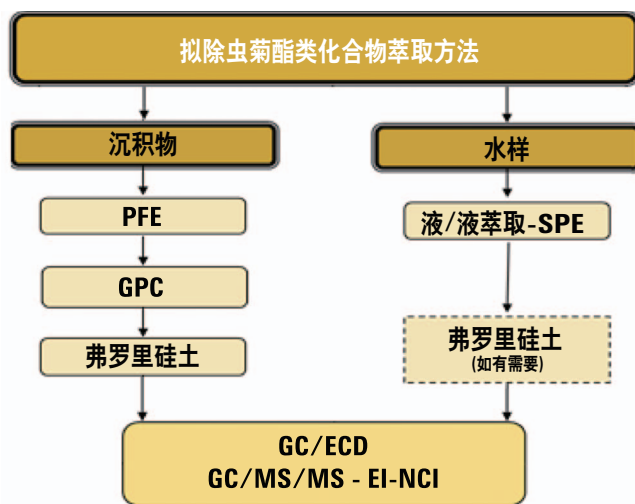 拟除虫菊酯类化合物萃取方法
沉积物
水样
PFE
液/液萃取-SPE
GPC
弗罗里硅土
弗罗里硅土
(如有需要)
GC/ECD
GC/MS/MS - EI-NCI